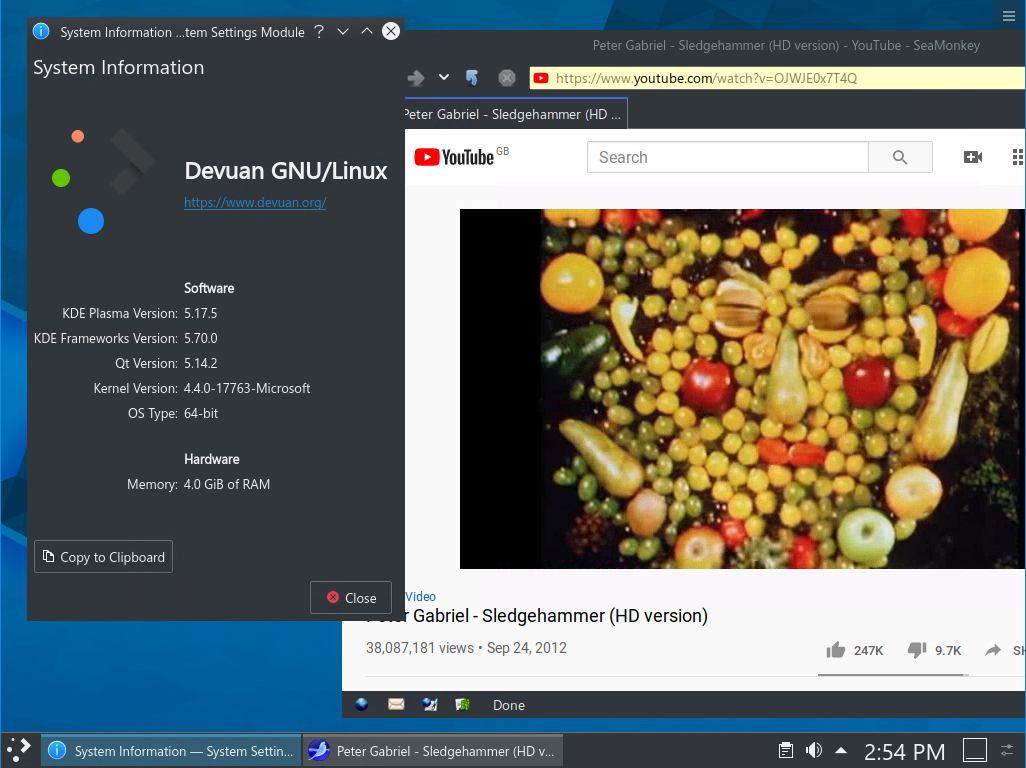 System Information ...tem Settings Module
System Information
Devuan GNU/Linux
https://www.devuan.org/
Software
KDE Plasma Version: 5.17.5
KDE Frameworks Version: 5.70.0
Qt Version: 5.14.2
Kernel Version: 4.4.0-17763-Microsoft
OS Type: 64-bit
Hardware
Memory: 4.0 GiB of RAM
Copy to Clipboard
Close
Peter Gabriel - Sledgehammer (HD version) - YouTube - SeaMonkey
https://www.youtube.com/watch?v=OJWJE0x7T4Q
Peter Gabriel - Sledgehammer (HD ...
YouTube GB
Search
Video
Peter Gabriel - Sledgehammer (HD version)
38,087,181 views • Sep 24, 2012
247K
9.7K
SH
Done
System Information — System Settin...
Peter Gabriel - Sledgehammer (HD v...
2:54 PM